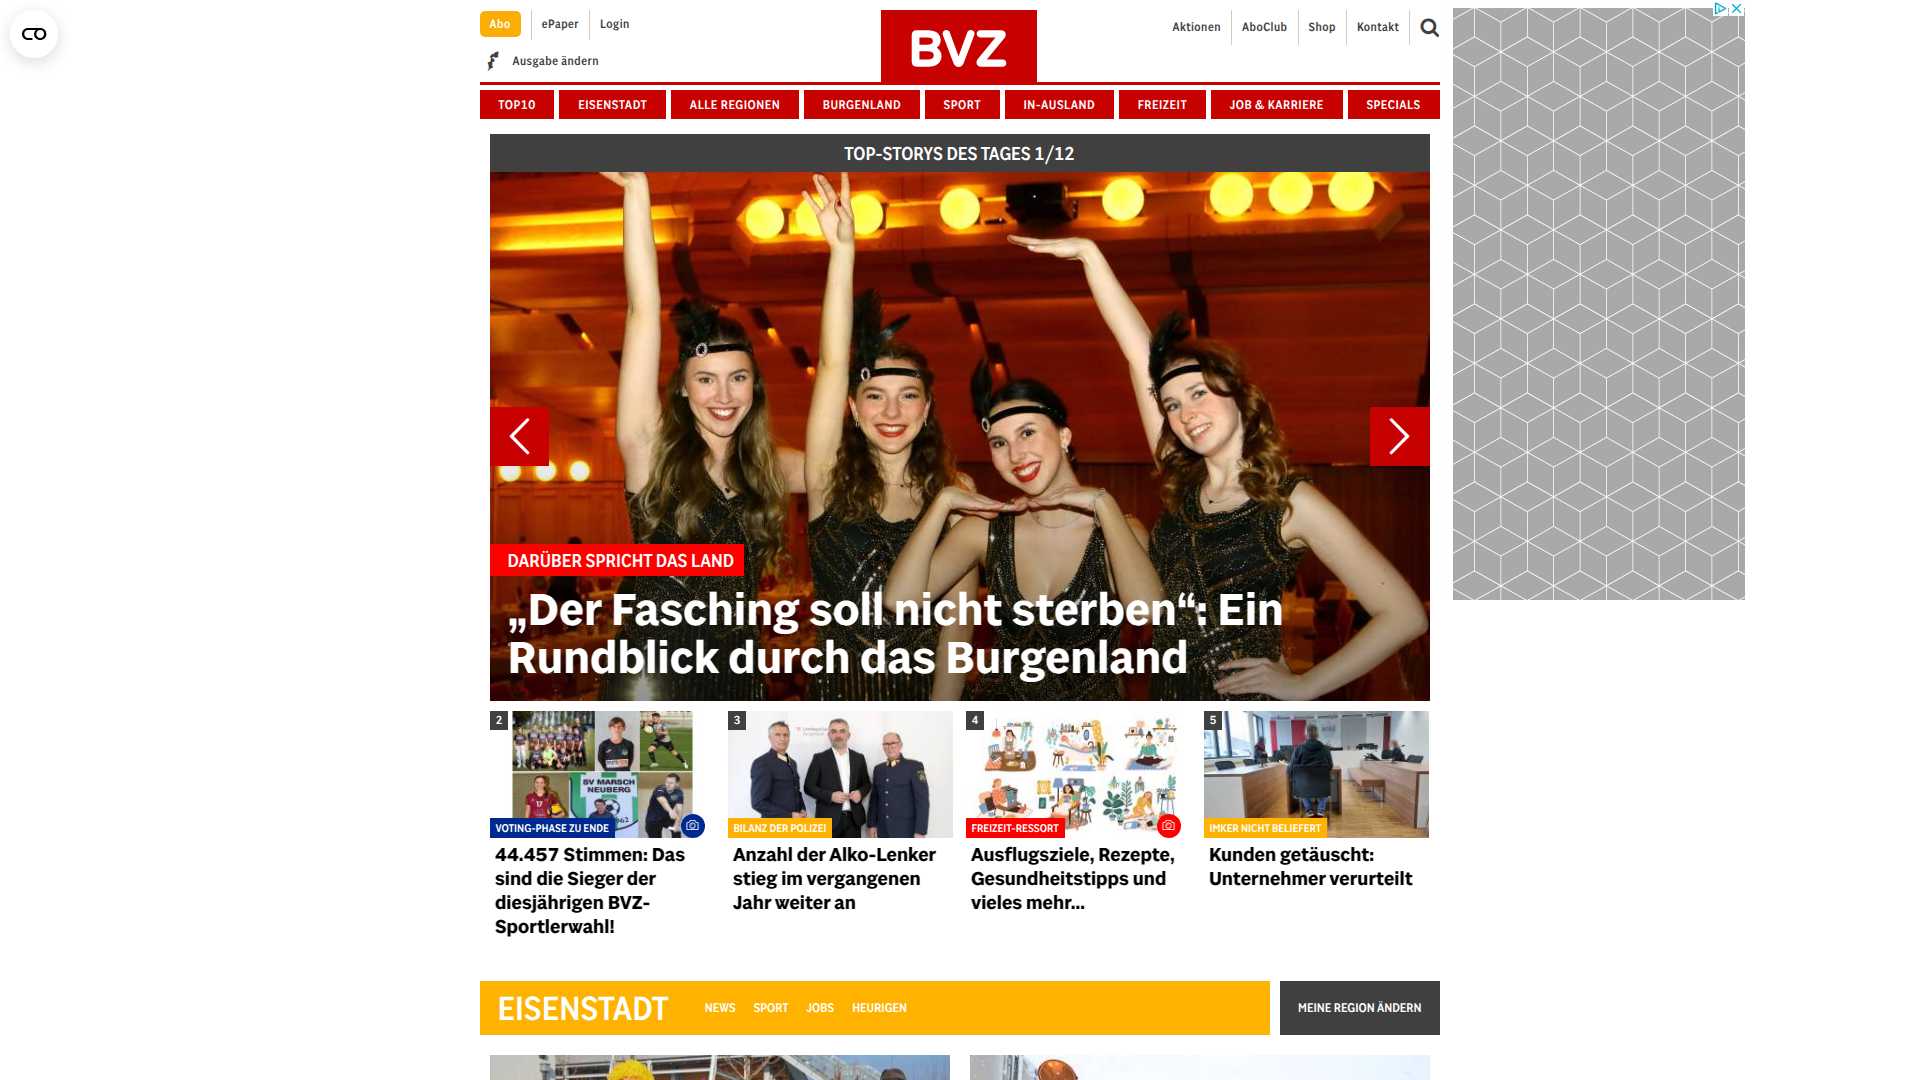 Abo
ePaper
Login
Ausgabe ändern
BVZ
Aktionen
AboClub
Shop
Kontakt
TOP10
EISENSTADT
ALLE REGIONEN
BURGENLAND
SPORT
IN-AUSLAND
FREIZEIT
JOB & KARRIERE
SPECIALS
TOP-STORYS DES TAGES 1/12
DARÜBER SPRICHT DAS LAND
„Der Fasching soll nicht sterben“: Ein
Rundblick durch das Burgenland
2
SV MARSCH
NEUBERG
VOTING-PHASE ZU ENDE
44.457 Stimmen: Das
sind die Sieger der
diesjährigen BVZ-
Sportlerwahl!
3
BILANZ DER POLIZEI
Anzahl der Alko-Lenker
stieg im vergangenen
Jahr weiter an
4
FREIZEIT-RESSORT
Ausflugsziele, Rezepte,
Gesundheitstipps und
vieles mehr...
5
IMKER NICHT BELIEFERT
Kunden getäuscht:
Unternehmer verurteilt
EISENSTADT
NEWS
SPORT
JOBS
HEURIGEN
MEINE REGION ÄNDERN